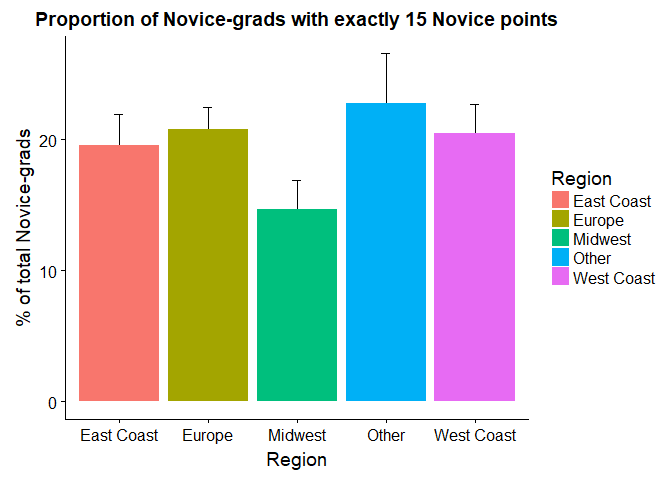 Proportion of Novice-grads with exactly 15 Novice points
% of total Novice-grads
20
10
0
East Coast Europe Midwest Other West Coast
Region
Region
East Coast
Europe
Midwest
Other
West Coast